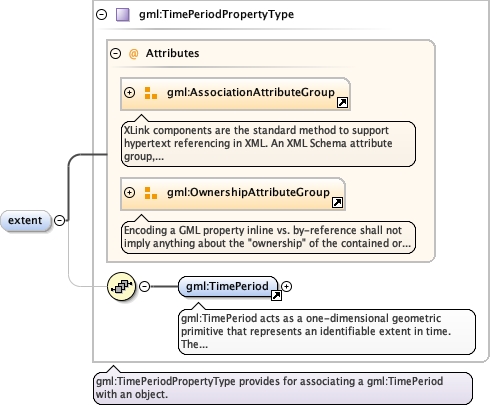 gml:TimePeriodPropertyType
@ Attributes
gml:AssociationAttributeGroup
XLink components are the standard method to support
hypertext referencing in XML. An XML Schema attribute
group,...
gml:OwnershipAttributeGroup
Encoding a GML property inline vs. by-reference shall not
imply anything about the "ownership" of the contained or...
extent
gml:TimePeriod
gml:TimePeriod acts as a one-dimensional geometric
primitive that represents an identifiable extent in time.
The...
gml:TimePeriodPropertyType provides for associating a gml:TimePeriod
with an object.